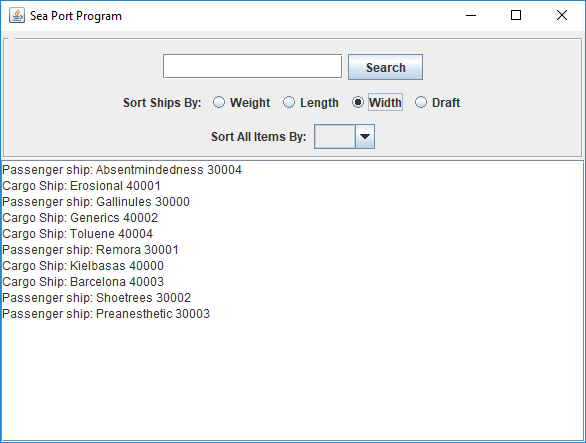 Sea Port Program
Search
Sort Ships By: Weight Length Width Draft
Sort All Items By:
Passenger ship: Absentmindedness 30004
Cargo Ship: Erosional 40001
Passenger ship: Gallinules 30000
Cargo Ship: Generics 40002
Cargo Ship: Toluene 40004
Passenger ship: Remora 30001
Cargo Ship: Kielbasas 40000
Cargo Ship: Barcelona 40003
Passenger ship: Shoetrees 30002
Passenger ship: Preanesthetic 30003